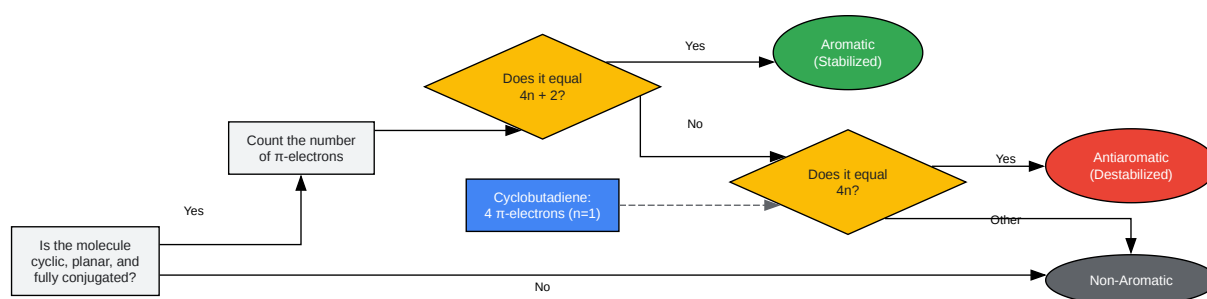 Is the molecule
cyclic, planar, and
fully conjugated?
Yes
No
Count the number
of π-electrons
Does it equal
4n + 2?
Yes
No
Aromatic
(Stabilized)
Cyclobutadiene:
4 π-electrons (n=1)
Does it equal
4n?
Yes
Other
Antiaromatic
(Destabilized)
Non-Aromatic